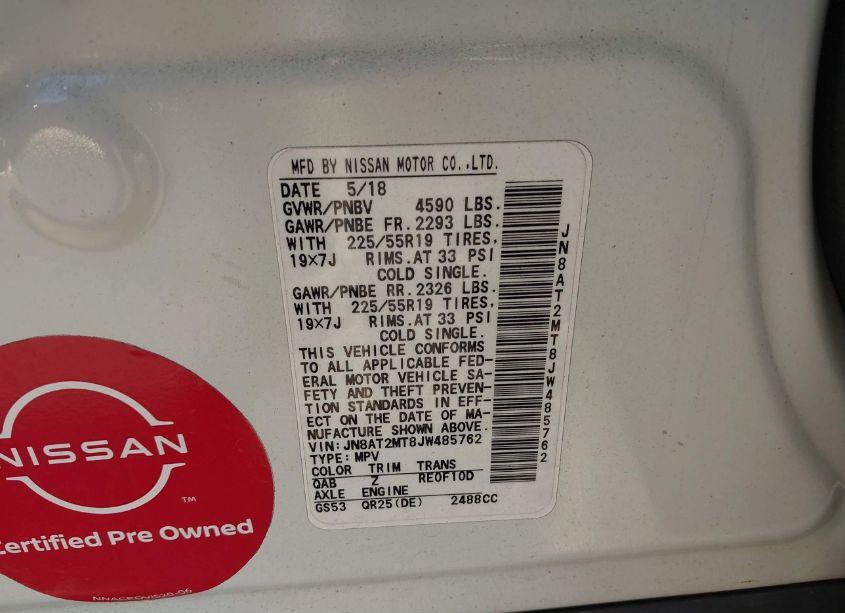 MFD BY NISSAN MOTOR CO.,LTD.
DATE 5/18
GVWR/PNBV 4590 LBS.
GAWR/PNBE FR. 2293 LBS.
WITH 225/55R19 TIRES,
19×7J RIMS.AT 33 PSI
COLD SINGLE.
GAWR/PNBE RR. 2326 LBS.
WITH 225/55R19 TIRES,
19×7J RIMS.AT 33 PSI
COLD SINGLE.
THIS VEHICLE CONFORMS
TO ALL APPLICABLE FED-
ERAL MOTOR VEHICLE SA-
FETY AND THEFT PREVEN-
TION STANDARDS IN EFF-
ECT ON THE DATE OF MA-
NUFACTURE SHOWN ABOVE.
VIN: JN8AT2MT8JW485762
TYPE: MPV
COLOR TRIM TRANS
QAB Z RE0F10D
AXLE ENGINE
GS53 QR25(DE) 2488CC
JN8AT2MT8JW485762
NISSAN
TM
Certified Pre Owned